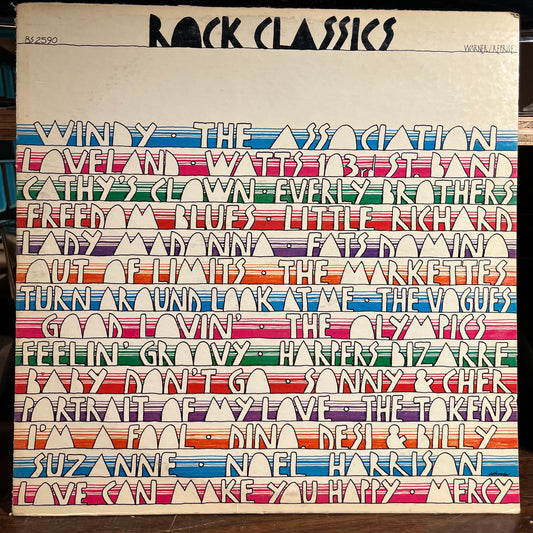 ROCK CLASSICS
BS 2590
WARNER/REPRISE
WINDY · THE ASSOCIATION
LOVELAND · WATTS 103rd ST. BAND
CATHY'S CLOWN · EVERLY BROTHERS
FREEDOM BLUES · LITTLE RICHARD
LADY MADONNA · FATS DOMINO
OUT OF LIMITS · THE MARKETTES
TURN AROUND LOOK AT ME · THE VOGUES
GOOD LOVIN' · THE OLYMPICS
FEELIN' GROOVY · HARPERS BIZARRE
BABY DON'T GO · SONNY & CHER
PORTRAIT OF MY LOVE · THE TOKENS
I'M A FOOL · DINO, DESI & BILLY
SUZANNE · NOEL HARRISON
LOVE CAN MAKE YOU HAPPY · MERCY